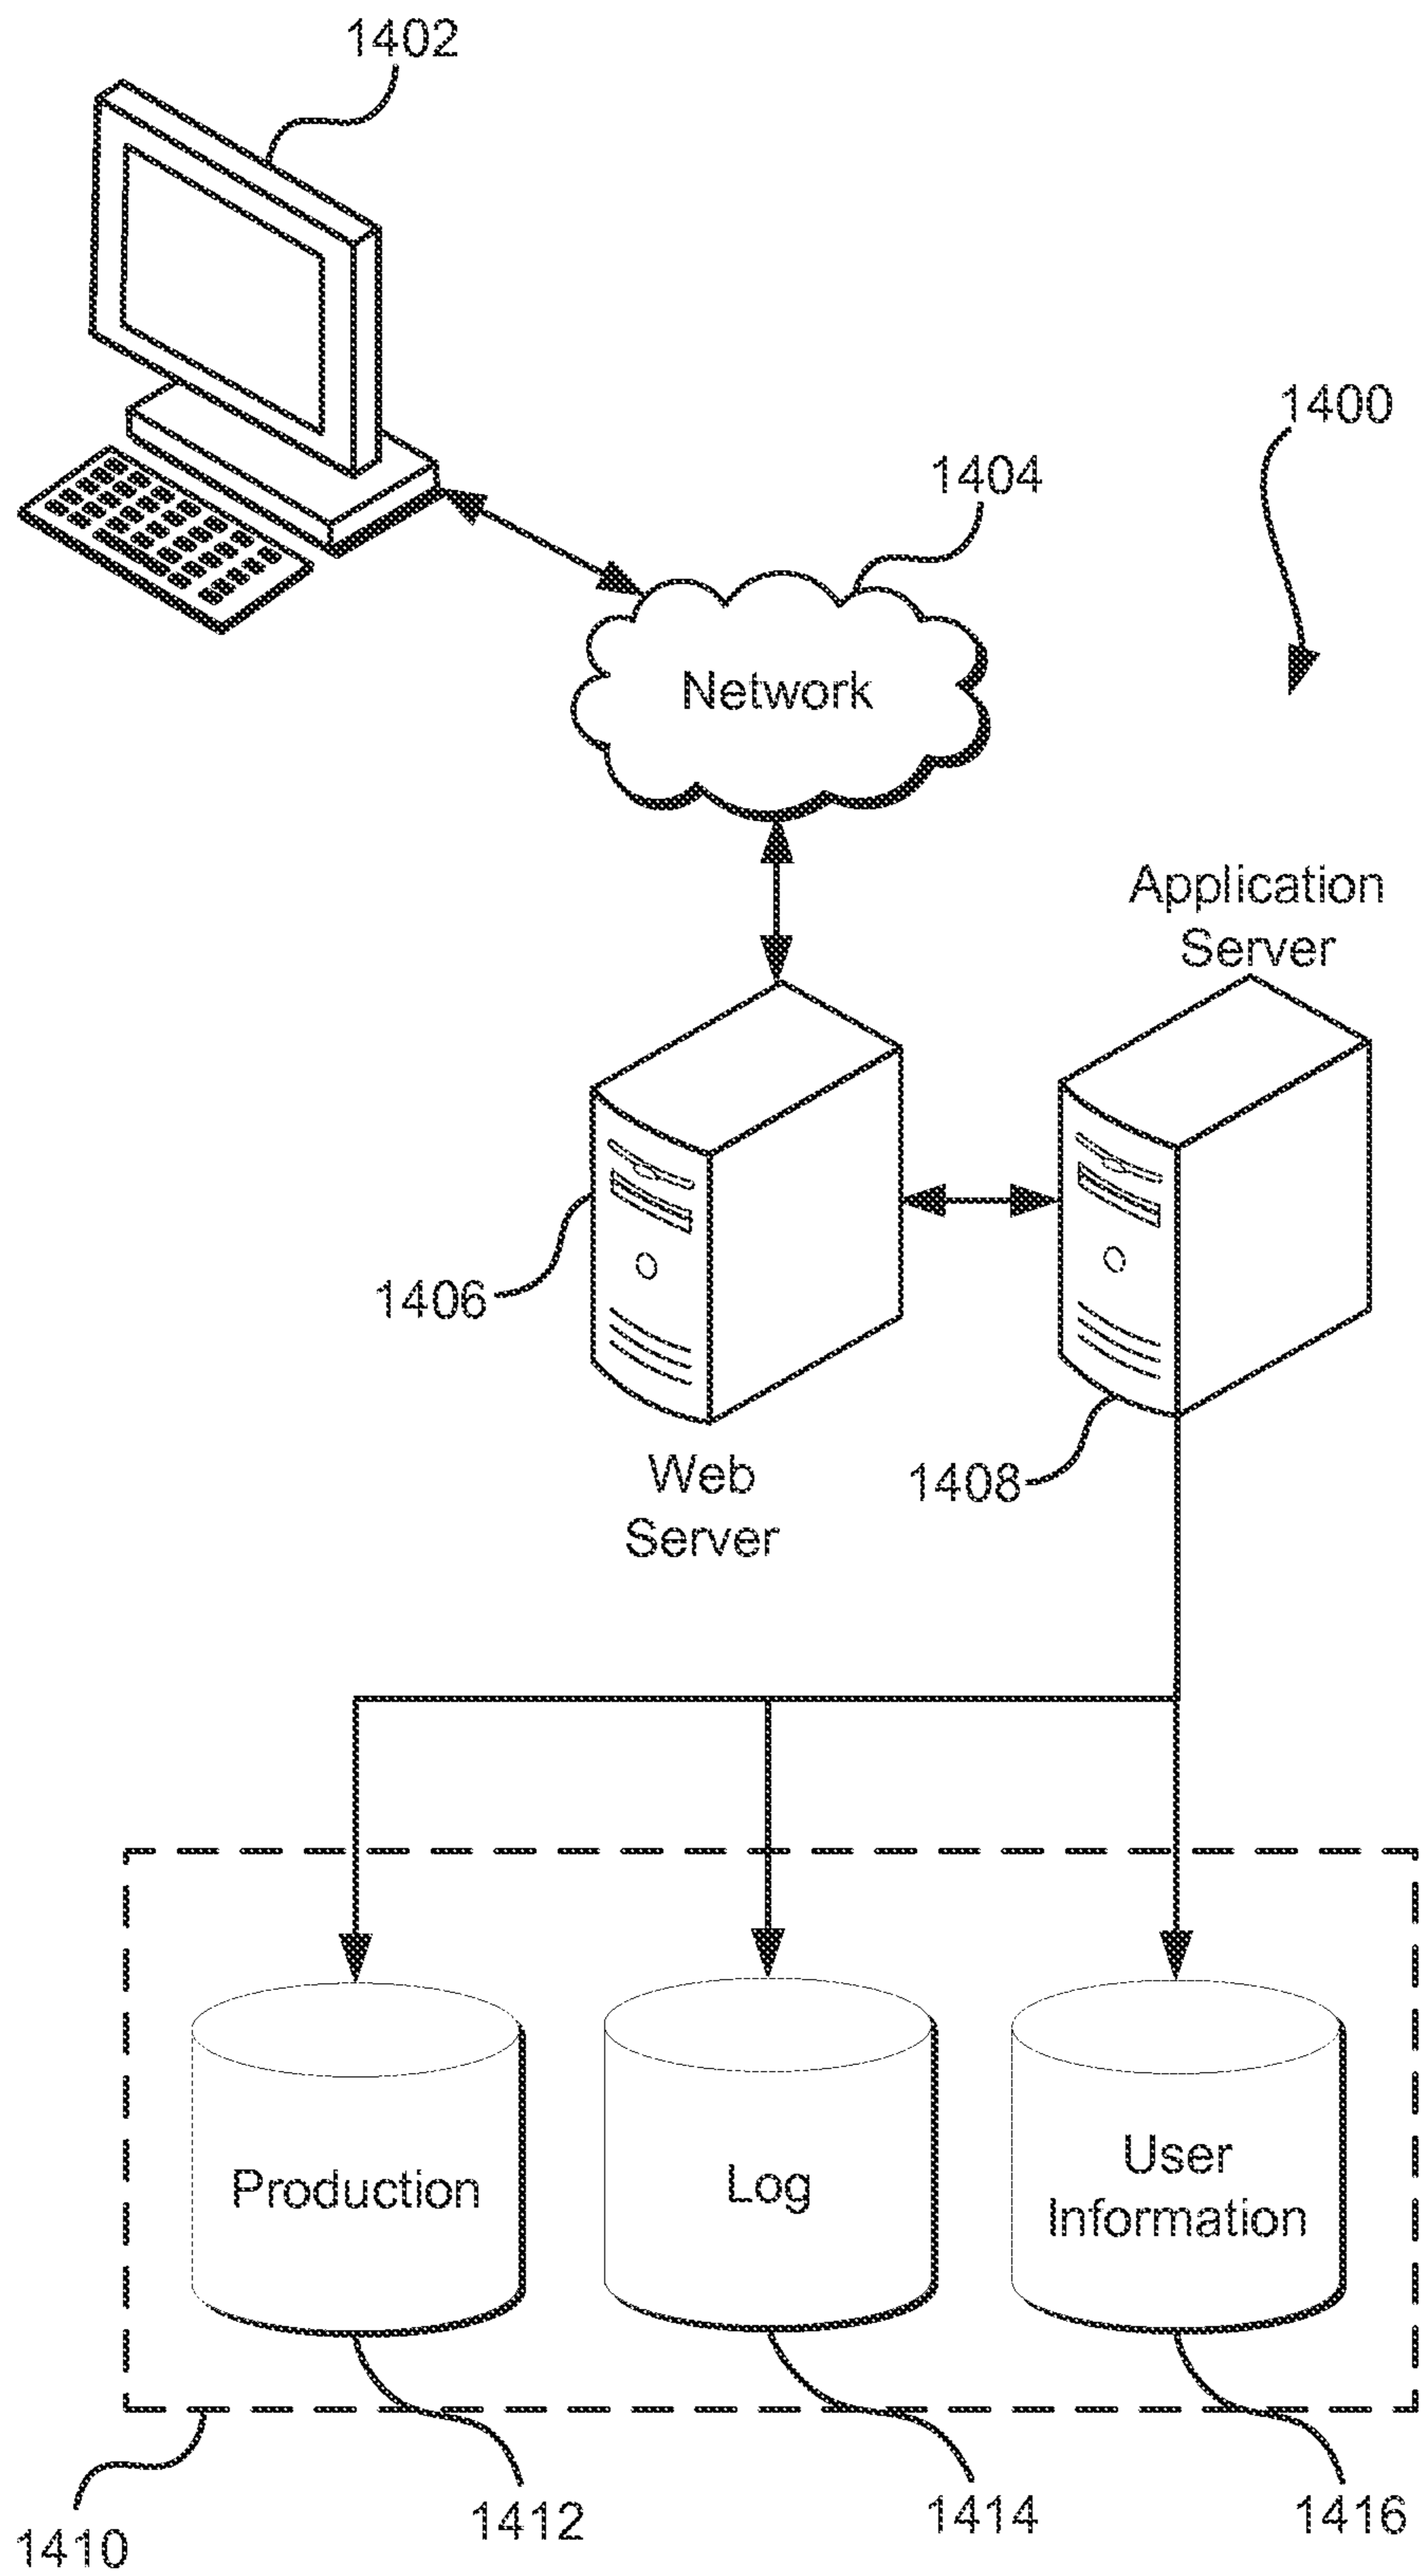 1402
1400
1404
Network
Application
Server
1406
1408
Web
Server
Production
Log
User
Information
1410
1412
1414
1416